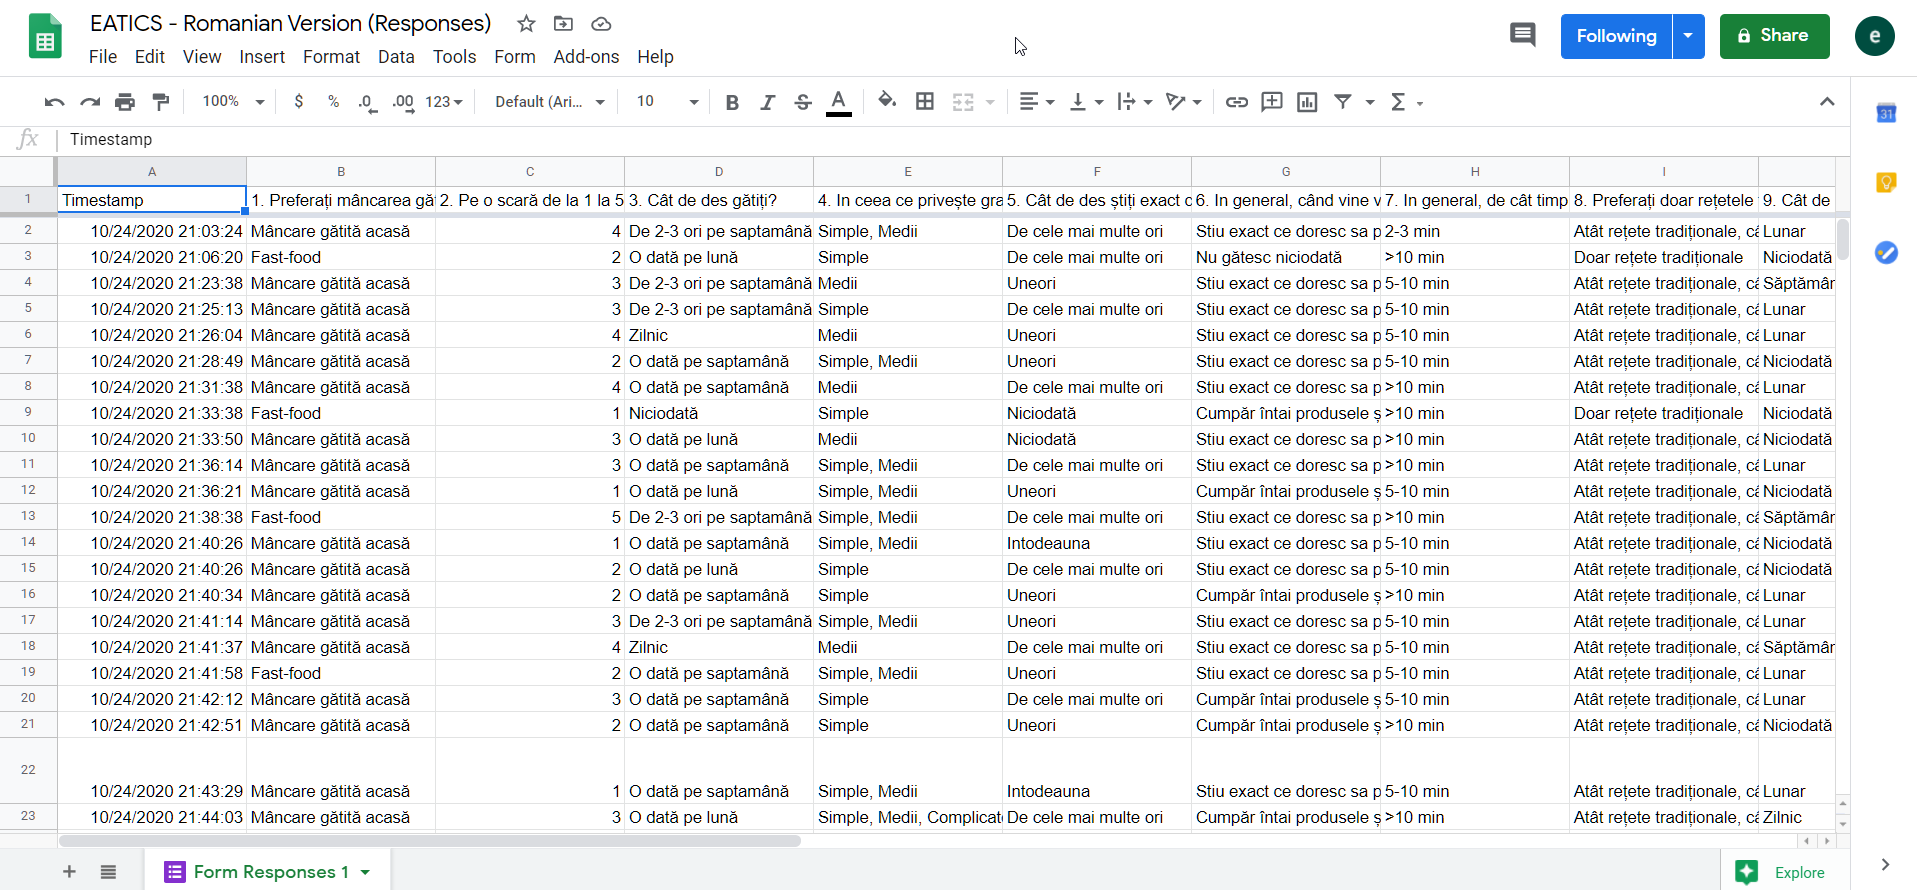 EATICS - Romanian Version (Responses)
File Edit View Insert Format Data Tools Form Add-ons Help
Following
Share
e
100% $ % .0 .00 123 Default (Ari... 10 B I S A Σ
31
fx Timestamp
A B C D E F G H I
1 Timestamp 1. Preferați mâncarea găt 2. Pe o scară de la 1 la 5 3. Cât de des gătiți? 4. In ceea ce privește gra 5. Cât de des știți exact c 6. In general, când vine v 7. In general, de cât timp 8. Preferați doar rețetele 9. Cât de
2 10/24/2020 21:03:24 Mâncare gătită acasă 4 De 2-3 ori pe saptamână Simple, Medii De cele mai multe ori Stiu exact ce doresc sa p 2-3 min Atât rețete tradiționale, câ Lunar
3 10/24/2020 21:06:20 Fast-food 2 O dată pe lună Simple De cele mai multe ori Nu gătesc niciodată >10 min Doar rețete tradiționale Niciodată
4 10/24/2020 21:23:38 Mâncare gătită acasă 3 De 2-3 ori pe saptamână Medii Uneori Stiu exact ce doresc sa p 5-10 min Atât rețete tradiționale, câ Săptămân
5 10/24/2020 21:25:13 Mâncare gătită acasă 3 De 2-3 ori pe saptamână Simple De cele mai multe ori Stiu exact ce doresc sa p 5-10 min Atât rețete tradiționale, câ Lunar
6 10/24/2020 21:26:04 Mâncare gătită acasă 4 Zilnic Medii Uneori Stiu exact ce doresc sa p 5-10 min Atât rețete tradiționale, câ Lunar
7 10/24/2020 21:28:49 Mâncare gătită acasă 2 O dată pe saptamână Simple, Medii Uneori Stiu exact ce doresc sa p 5-10 min Atât rețete tradiționale, câ Niciodată
8 10/24/2020 21:31:38 Mâncare gătită acasă 4 O dată pe saptamână Medii De cele mai multe ori Stiu exact ce doresc sa p >10 min Atât rețete tradiționale, câ Lunar
9 10/24/2020 21:33:38 Fast-food 1 Niciodată Simple Niciodată Cumpăr întai produsele ș >10 min Doar rețete tradiționale Niciodată
10 10/24/2020 21:33:50 Mâncare gătită acasă 3 O dată pe lună Medii Niciodată Stiu exact ce doresc sa p >10 min Atât rețete tradiționale, câ Niciodată
11 10/24/2020 21:36:14 Mâncare gătită acasă 3 O dată pe saptamână Simple, Medii De cele mai multe ori Stiu exact ce doresc sa p >10 min Atât rețete tradiționale, câ Lunar
12 10/24/2020 21:36:21 Mâncare gătită acasă 1 O dată pe lună Simple, Medii Uneori Cumpăr întai produsele ș 5-10 min Atât rețete tradiționale, câ Niciodată
13 10/24/2020 21:38:38 Fast-food 5 De 2-3 ori pe saptamână Simple, Medii De cele mai multe ori Stiu exact ce doresc sa p >10 min Atât rețete tradiționale, câ Săptămân
14 10/24/2020 21:40:26 Mâncare gătită acasă 1 O dată pe saptamână Simple, Medii Intodeauna Stiu exact ce doresc sa p 5-10 min Atât rețete tradiționale, câ Niciodată
15 10/24/2020 21:40:26 Mâncare gătită acasă 2 O dată pe lună Simple De cele mai multe ori Stiu exact ce doresc sa p 5-10 min Atât rețete tradiționale, câ Niciodată
16 10/24/2020 21:40:34 Mâncare gătită acasă 2 O dată pe saptamână Simple Uneori Cumpăr întai produsele ș >10 min Atât rețete tradiționale, câ Lunar
17 10/24/2020 21:41:14 Mâncare gătită acasă 3 De 2-3 ori pe saptamână Simple, Medii Uneori Stiu exact ce doresc sa p 5-10 min Atât rețete tradiționale, câ Lunar
18 10/24/2020 21:41:37 Mâncare gătită acasă 4 Zilnic Medii De cele mai multe ori Stiu exact ce doresc sa p 5-10 min Atât rețete tradiționale, câ Săptămân
19 10/24/2020 21:41:58 Fast-food 2 O dată pe saptamână Simple, Medii Uneori Stiu exact ce doresc sa p 5-10 min Atât rețete tradiționale, câ Lunar
20 10/24/2020 21:42:12 Mâncare gătită acasă 3 O dată pe saptamână Simple De cele mai multe ori Cumpăr întai produsele ș 5-10 min Atât rețete tradiționale, câ Lunar
21 10/24/2020 21:42:51 Mâncare gătită acasă 2 O dată pe saptamână Simple Uneori Cumpăr întai produsele ș >10 min Atât rețete tradiționale, câ Niciodată
22 10/24/2020 21:43:29 Mâncare gătită acasă 1 O dată pe saptamână Simple, Medii Intodeauna Stiu exact ce doresc sa p 5-10 min Atât rețete tradiționale, câ Lunar
23 10/24/2020 21:44:03 Mâncare gătită acasă 3 O dată pe lună Simple, Medii, Complicat De cele mai multe ori Cumpăr întai produsele ș >10 min Atât rețete tradiționale, câ Zilnic
Form Responses 1
Explore